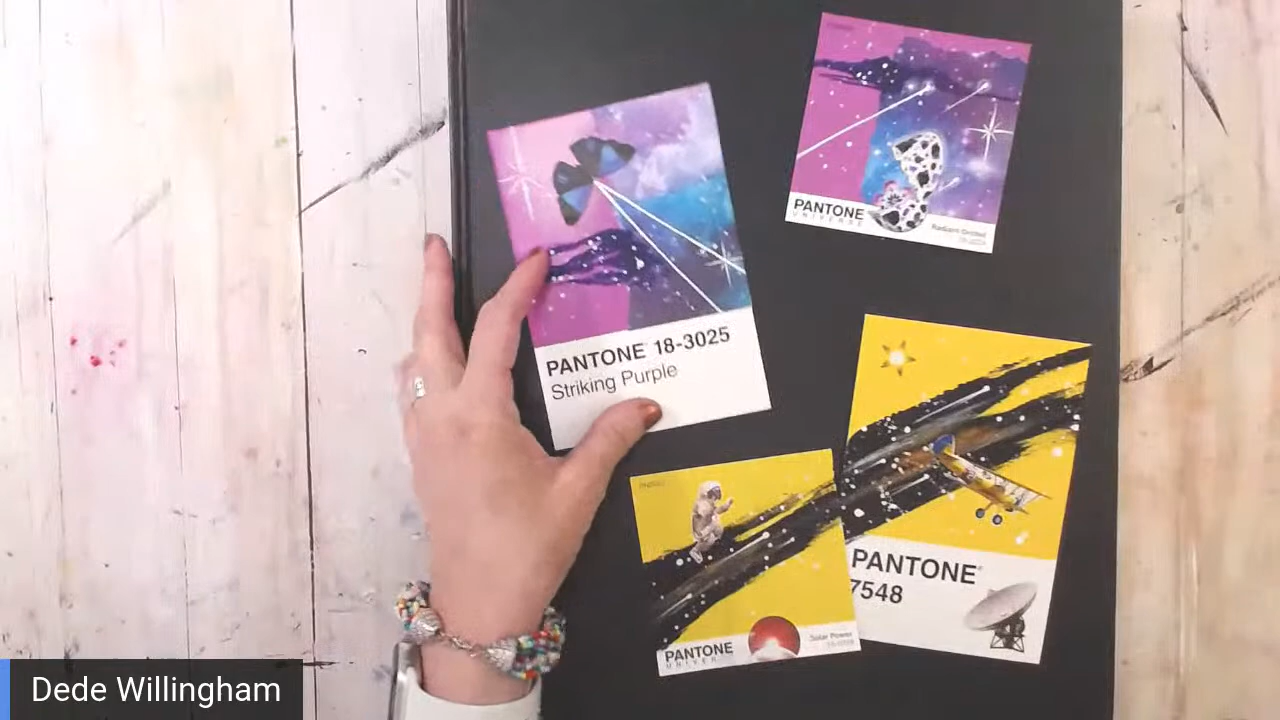 PANTONE
UNIVERSE
Radiant Orchid
PANTONE® 18-3025
Striking Purple
PANTONE®
7548
PANTONE
UNIVERSE
Solar Power
Dede Willingham